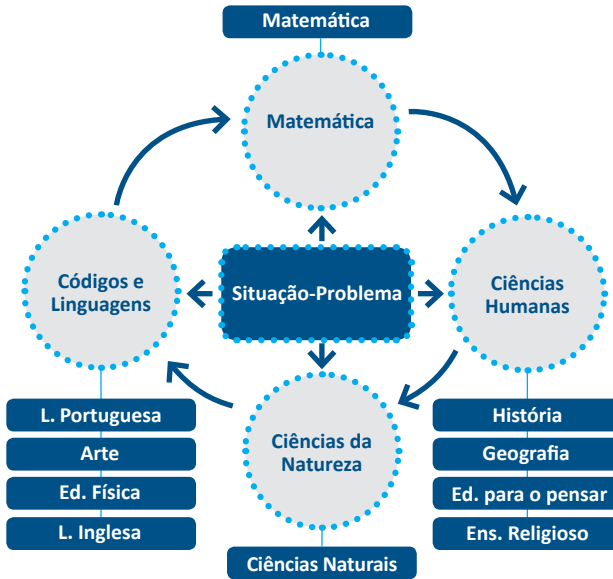 Matemática
Matemática
Códigos e
Linguagens
Situação-Problema
Ciências
Humanas
L. Portuguesa
Arte
Ed. Física
L. Inglesa
Ciências da
Natureza
Ciências Naturais
História
Geografia
Ed. para o pensar
Ens. Religioso